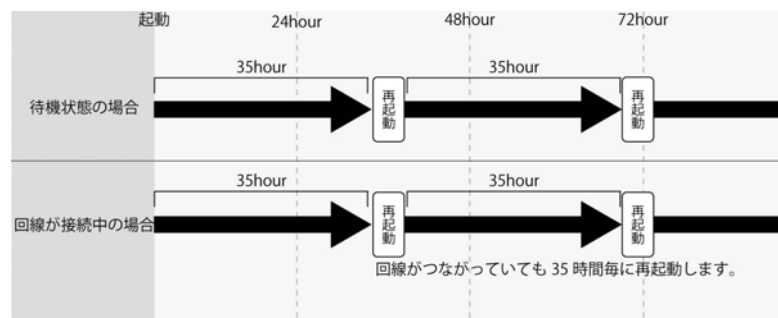 起動 24hour 48hour 72hour
35hour 35hour
待機状態の場合 再起動 再起動
35hour 35hour
回線が接続中の場合 再起動 再起動
回線がつながっていても 35 時間毎に再起動します。